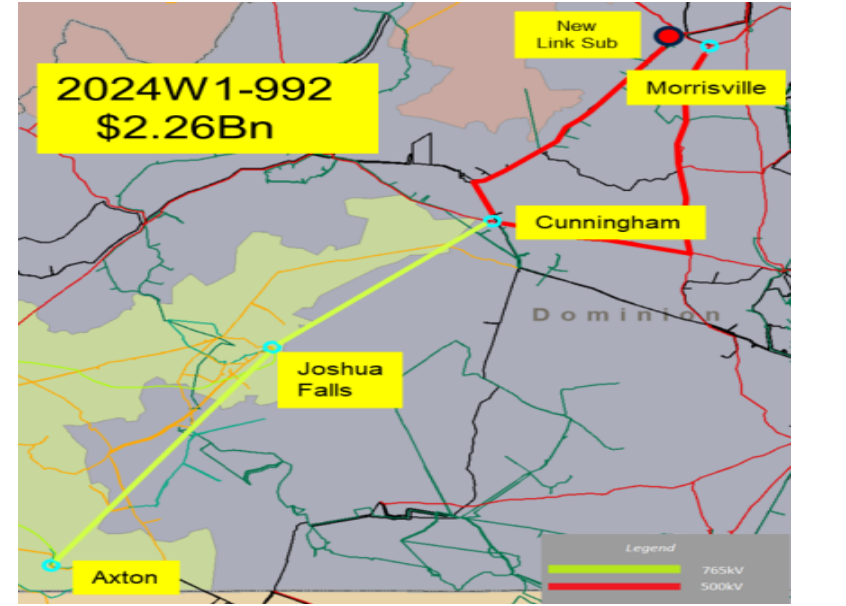 New
Link Sub
2024W1-992
$2.26Bn
Morrisville
Cunningham
Dominion
Joshua
Falls
Axton
Legend
765kV
500kV